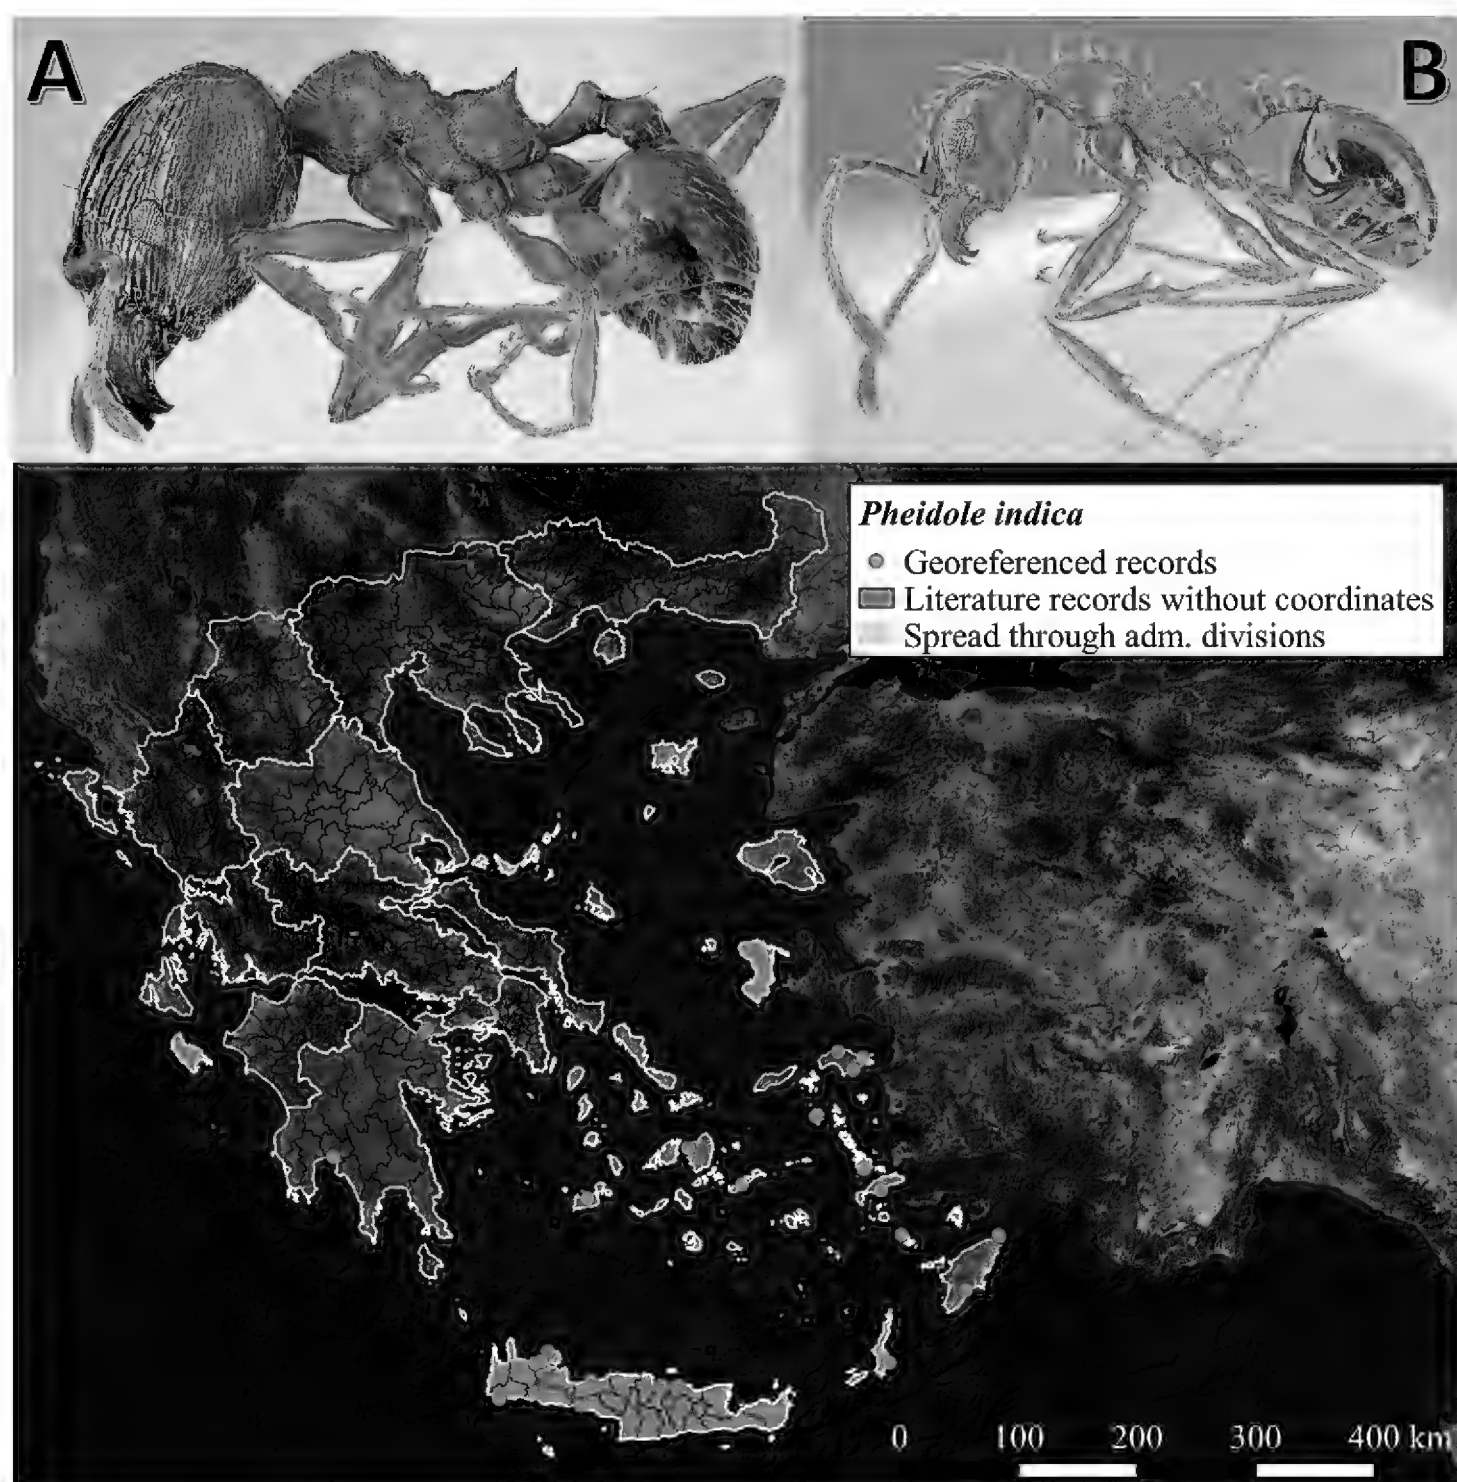 A
B
Pheidole indica
Georeferenced records
Literature records without coordinates
Spread through adm. divisions
0 100 200 300 400 km